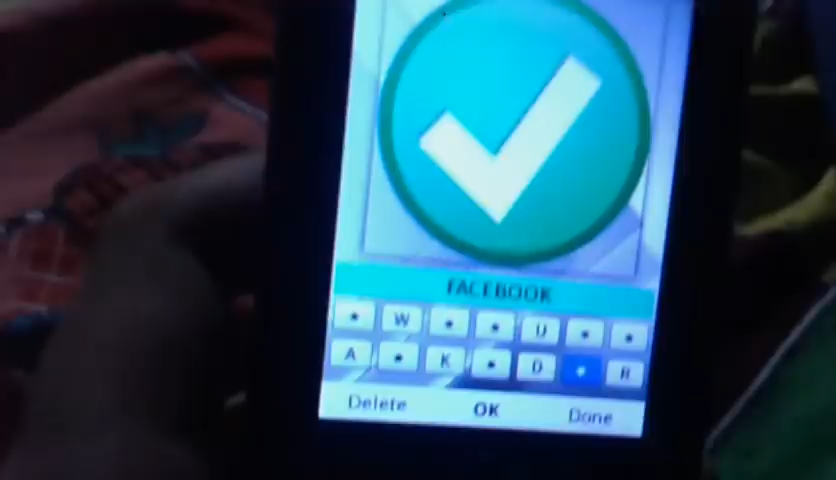 FACEBOOK
* W * * U * *
A * K * D * R
Delete OK Done